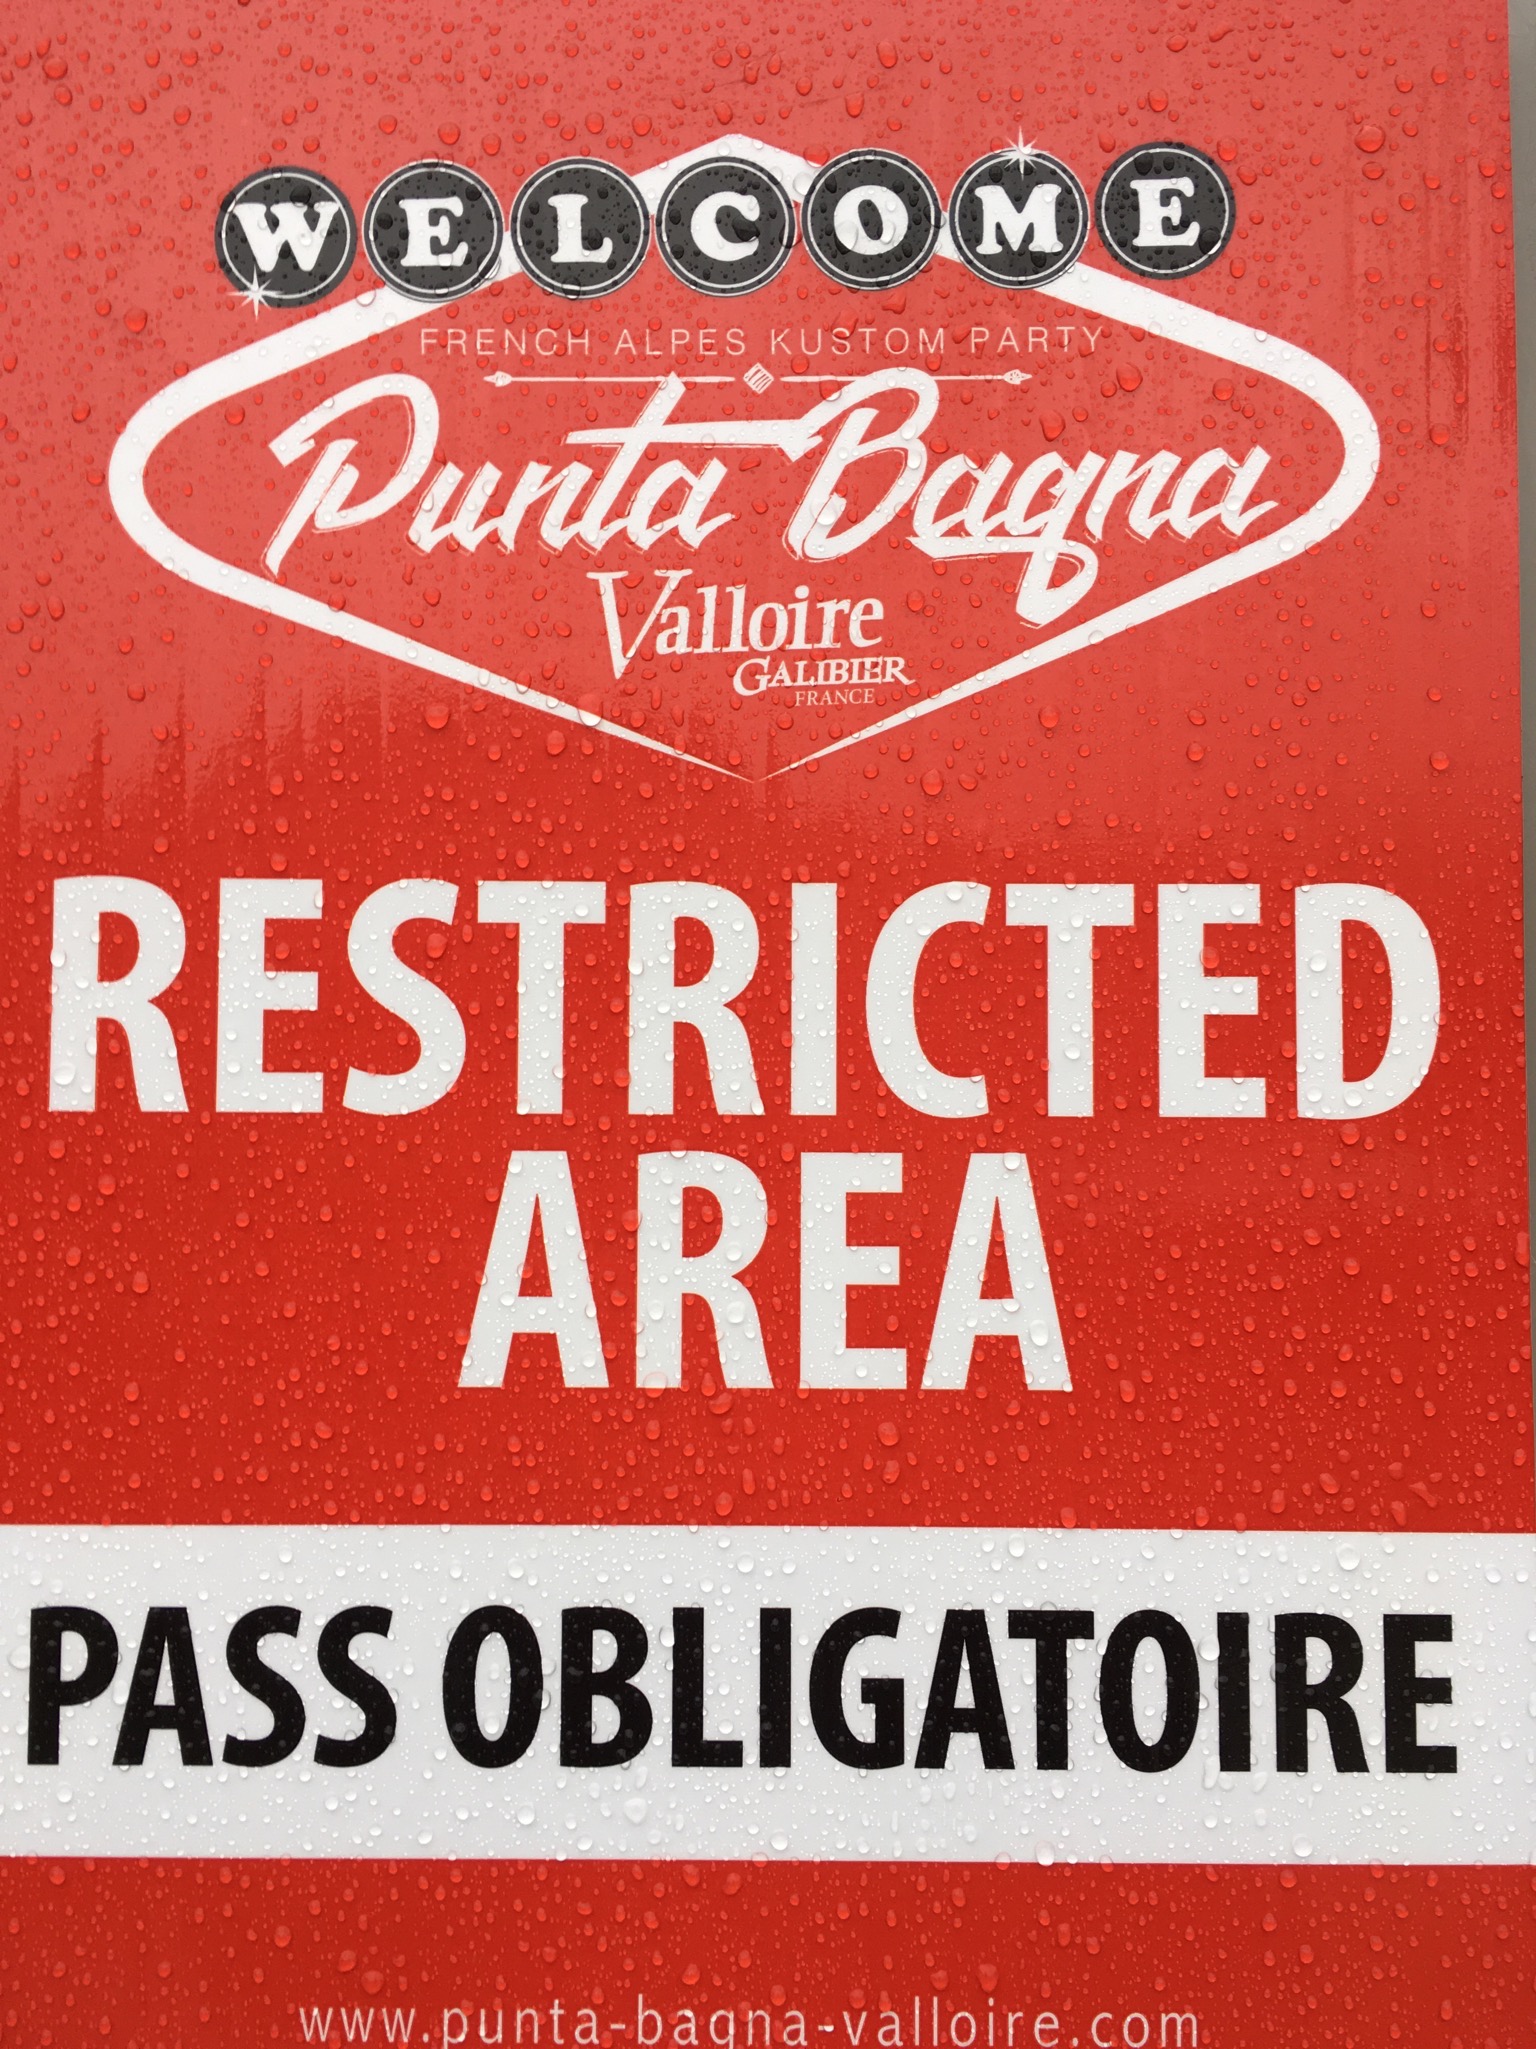 WELCOME
FRENCH ALPES KUSTOM PARTY
Punta Bagna
Valloire
GALIBIER
FRANCE
RESTRICTED
AREA
PASS OBLIGATOIRE
www.punta-bagna-valloire.com